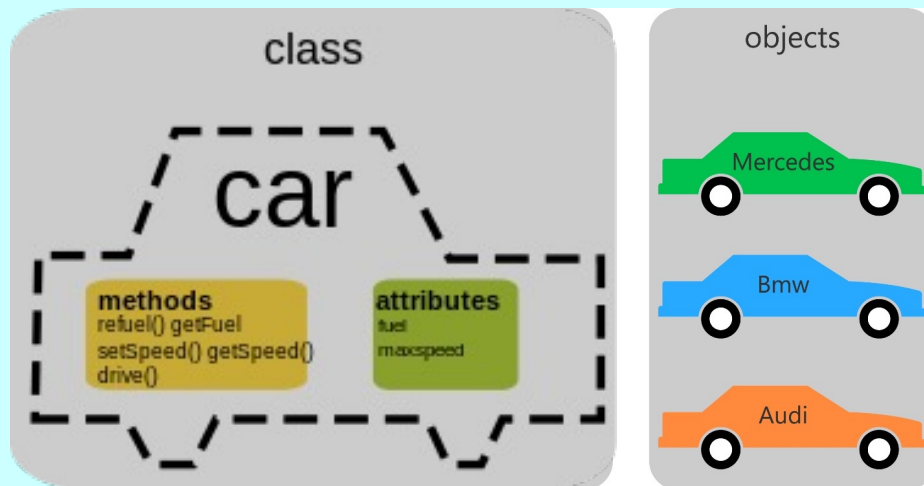 class
car
methods
refuel() getFuel
setSpeed() getSpeed()
drive()
attributes
fuel
maxspeed
objects
Mercedes
Bmw
Audi